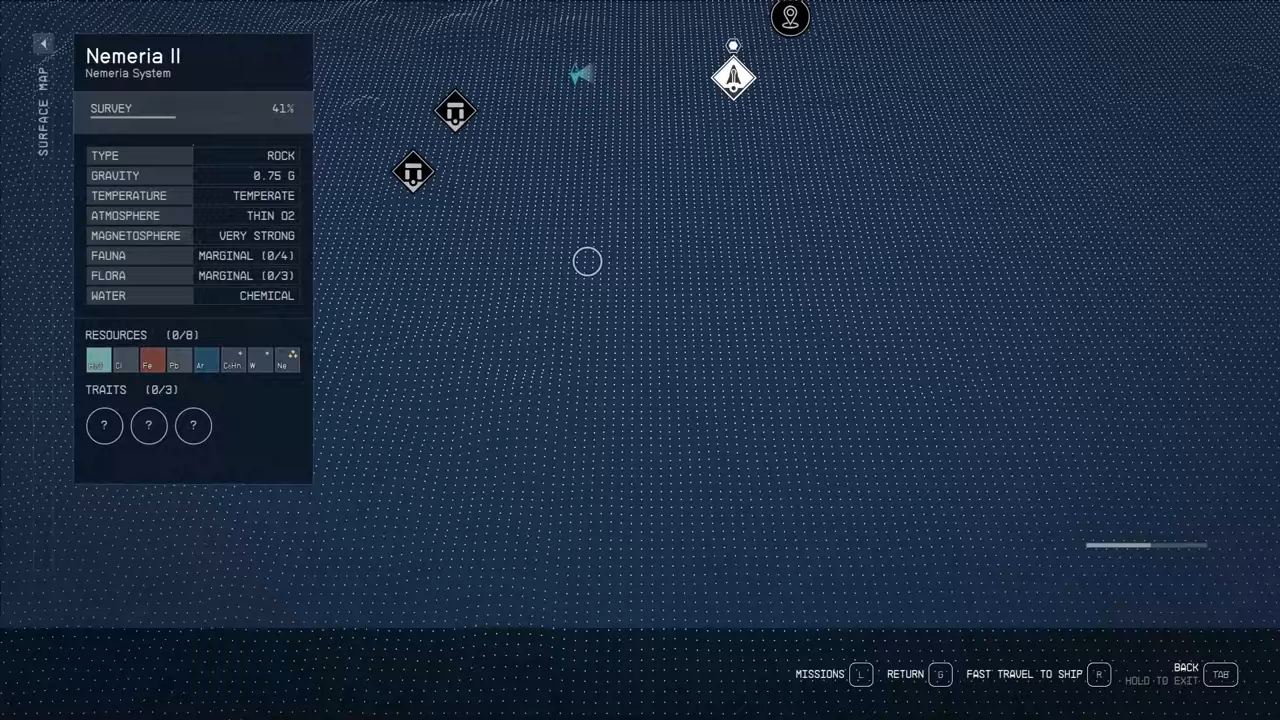 Nemeria II
Nemeria System
SURFACE MAP
SURVEY 41%
TYPE ROCK
GRAVITY 0.75 G
TEMPERATURE TEMPERATE
ATMOSPHERE THIN O2
MAGNETOSPHERE VERY STRONG
FAUNA MARGINAL (0/4)
FLORA MARGINAL (0/3)
WATER CHEMICAL
RESOURCES (0/8)
Cl Fe Pb Ar C6Hn W Ne
TRAITS (0/3)
? ? ?
MISSIONS L RETURN G FAST TRAVEL TO SHIP R BACK TAB
HOLD TO EXIT